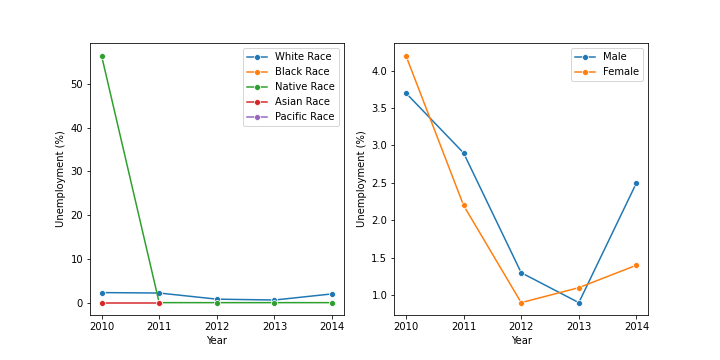 Unemployment (%)
50
40
30
20
10
0
2010 2011 2012 2013 2014
Year
White Race
Black Race
Native Race
Asian Race
Pacific Race
Unemployment (%)
4.0
3.5
3.0
2.5
2.0
1.5
1.0
2010 2011 2012 2013 2014
Year
Male
Female